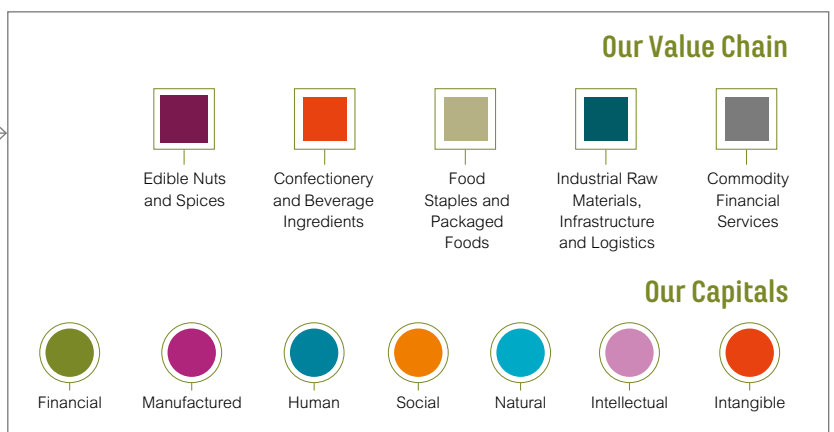 Our Value Chain
Edible Nuts
and Spices
Confectionery
and Beverage
Ingredients
Food
Staples and
Packaged
Foods
Industrial Raw
Materials,
Infrastructure
and Logistics
Commodity
Financial
Services
Our Capitals
Financial
Manufactured
Human
Social
Natural
Intellectual
Intangible